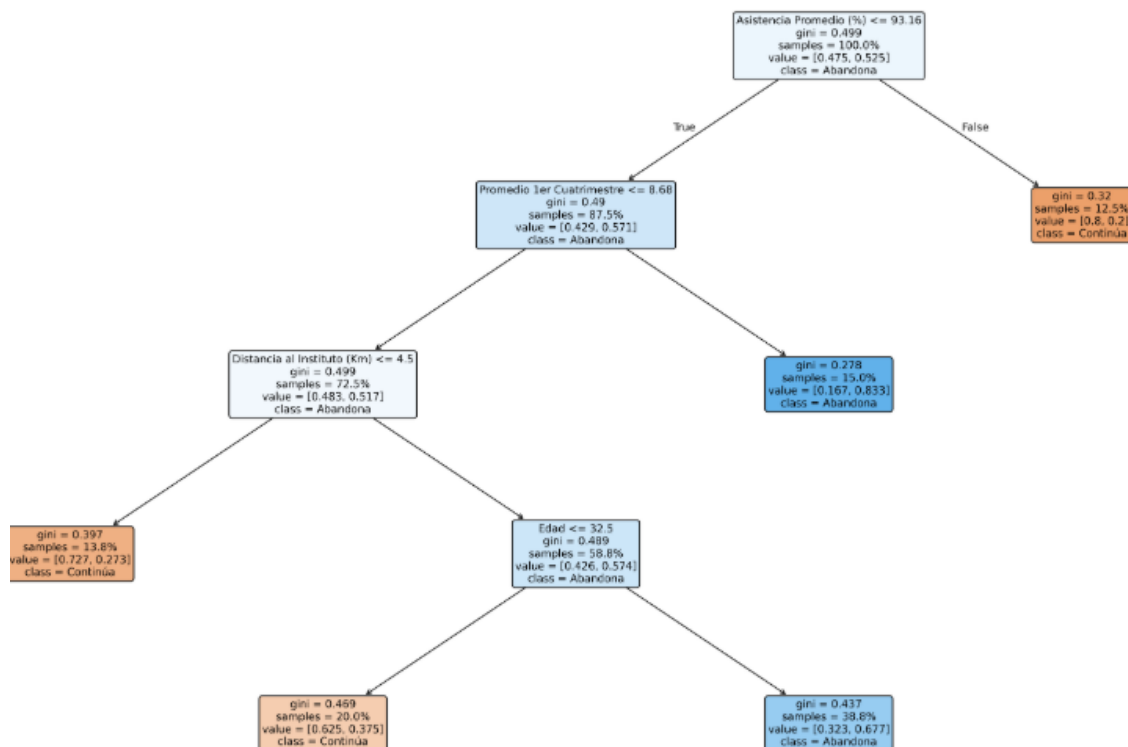 Asistencia Promedio (%) <= 93.16
gini = 0.499
samples = 100.0%
value = [0.475, 0.525]
class = Abandona
True
False
Promedio 1er Cuatrimestre <= 8.68
gini = 0.49
samples = 87.5%
value = [0.429, 0.571]
class = Abandona
gini = 0.32
samples = 12.5%
value = [0.8, 0.2]
class = Continúa
Distancia al Instituto (Km) <= 4.5
gini = 0.499
samples = 72.5%
value = [0.483, 0.517]
class = Abandona
gini = 0.278
samples = 15.0%
value = [0.167, 0.833]
class = Abandona
gini = 0.397
samples = 13.8%
value = [0.727, 0.273]
class = Continúa
Edad <= 32.5
gini = 0.489
samples = 58.8%
value = [0.426, 0.574]
class = Abandona
gini = 0.469
samples = 20.0%
value = [0.625, 0.375]
class = Continúa
gini = 0.437
samples = 38.8%
value = [0.323, 0.677]
class = Abandona